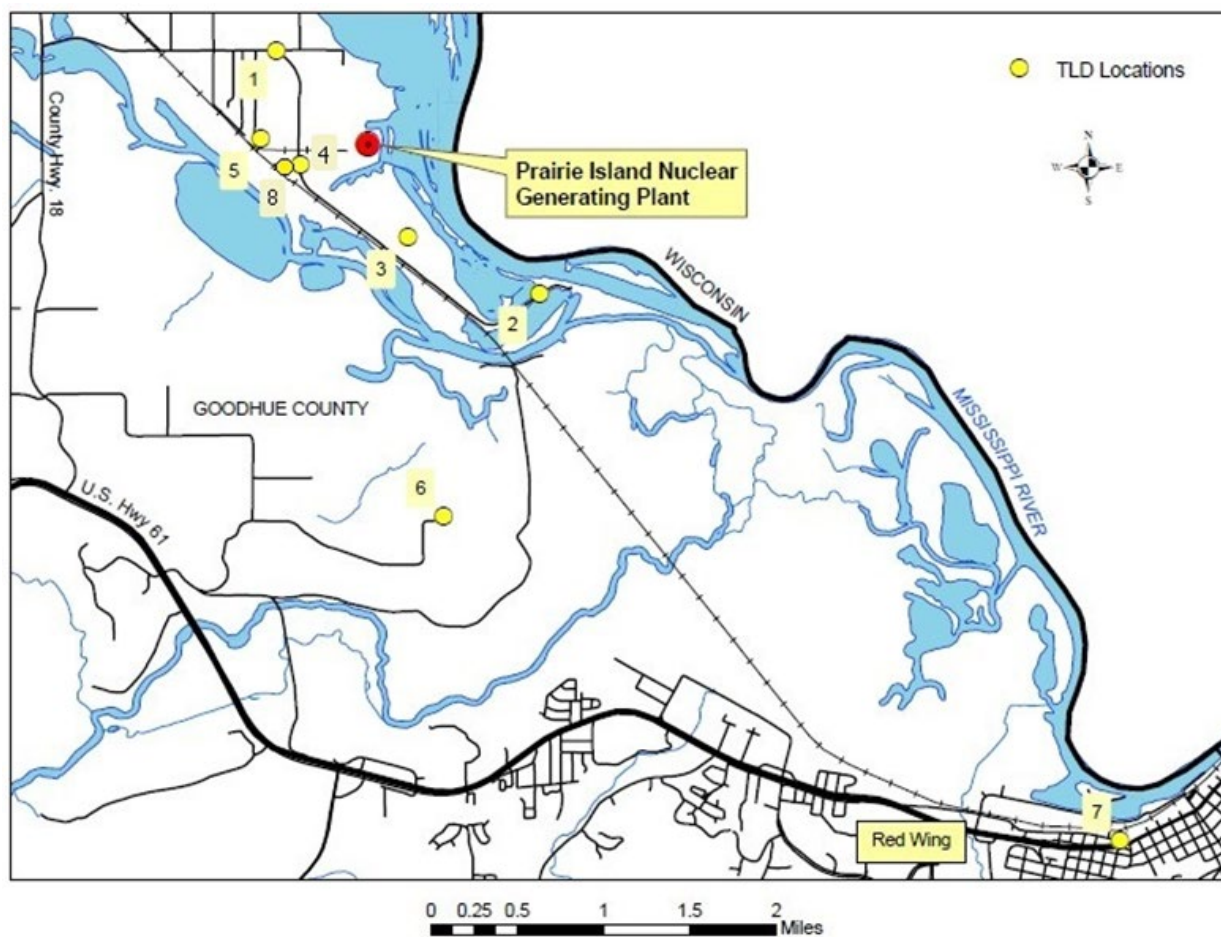 TLD Locations
1
County Hwy. 18
4
5
8
Prairie Island Nuclear
Generating Plant
N
W E
S
3
WISCONSIN
2
GOODHUE COUNTY
MISSISSIPPI RIVER
6
U.S. Hwy 61
7
Red Wing
0 0.25 0.5 1 1.5 2
Miles